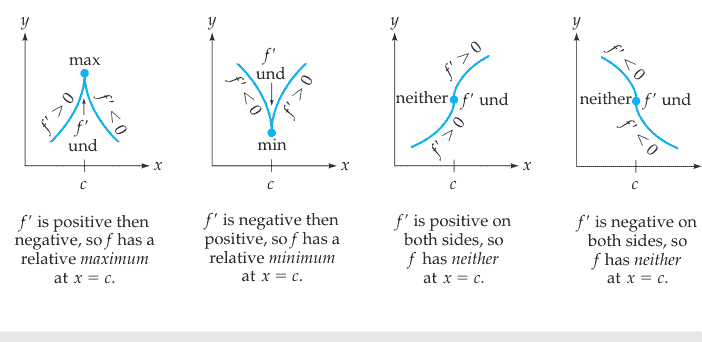 y
max
f′ > 0
f′ < 0
f′
und
x
c
f′ is positive then
negative, so f has a
relative maximum
at x = c.
y
f′
und
f′ < 0
f′ > 0
min
x
c
f′ is negative then
positive, so f has a
relative minimum
at x = c.
y
f′ > 0
neither
f′ und
f′ > 0
x
c
f′ is positive on
both sides, so
f has neither
at x = c.
y
f′ < 0
neither
f′ und
f′ < 0
c
f′ is negative on
both sides, so
f has neither
at x = c.